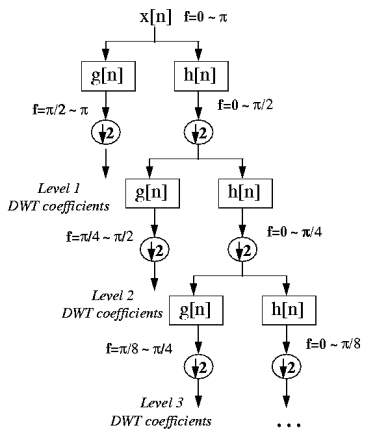 x[n] f=0 ~ π
g[n] h[n]
f=π/2 ~ π f=0 ~ π/2
↓2 ↓2
Level 1
DWT coefficients
g[n] h[n]
f=π/4 ~ π/2 f=0 ~ π/4
↓2 ↓2
Level 2
DWT coefficients
g[n] h[n]
f=π/8 ~ π/4 f=0 ~ π/8
↓2 ↓2
Level 3
DWT coefficients
...